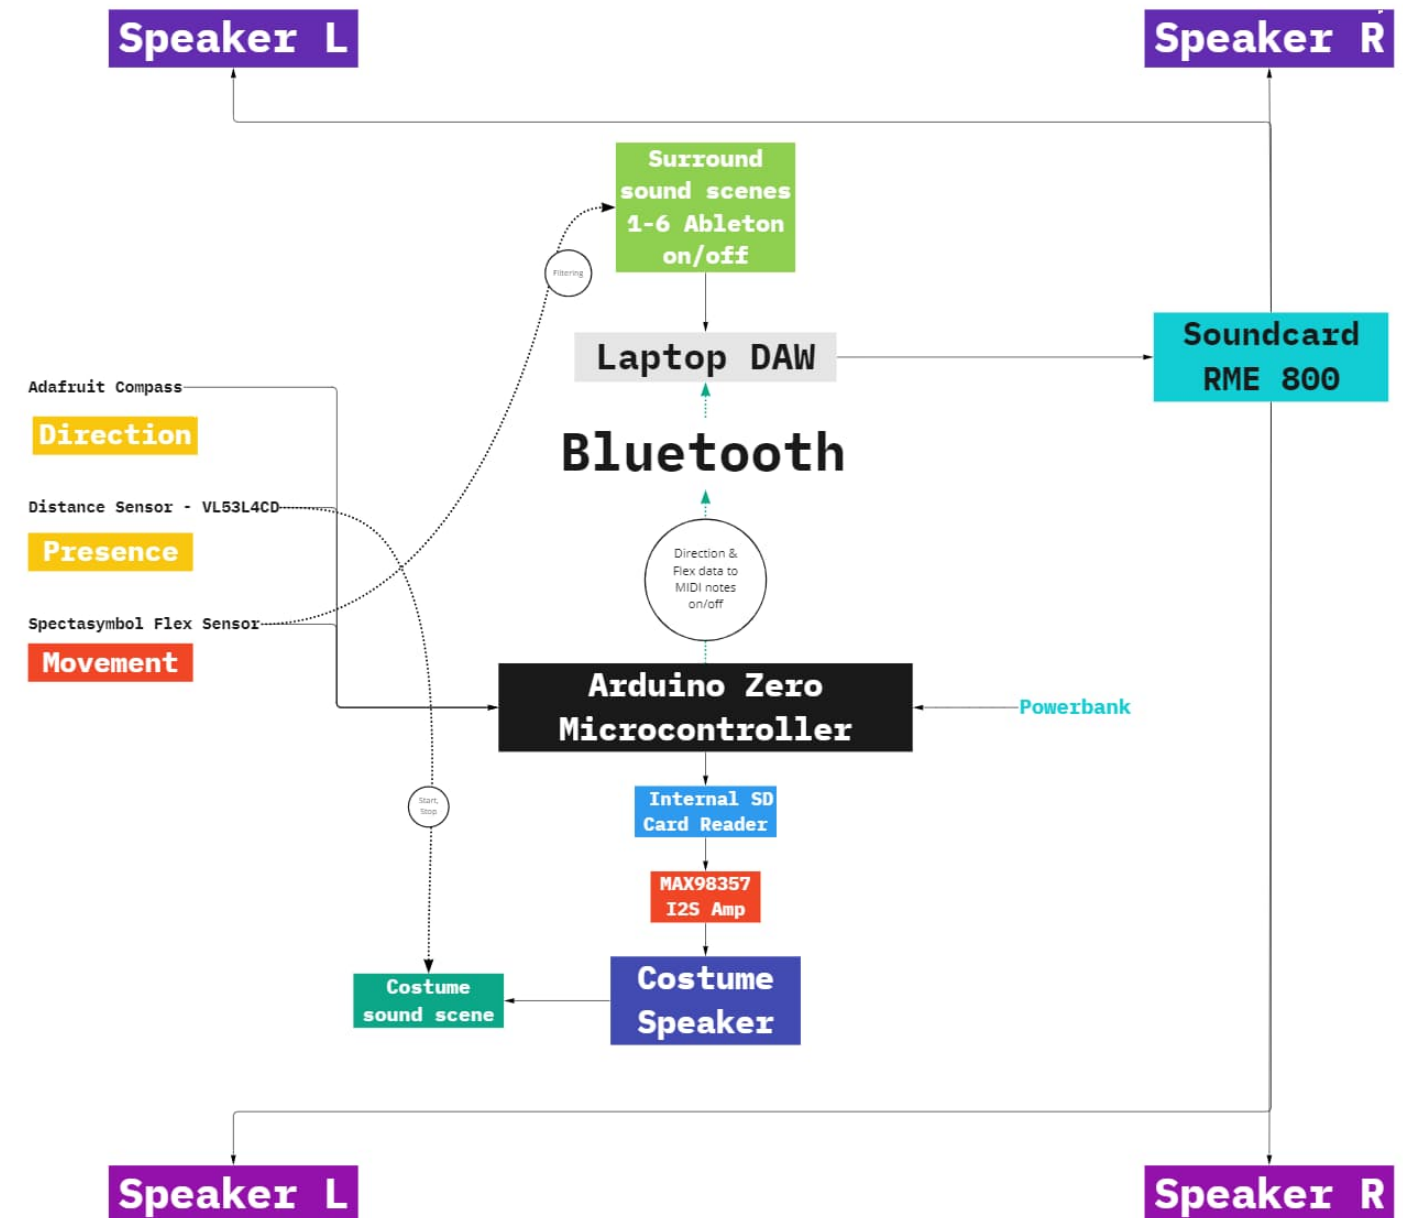 Speaker L
Speaker R
Surround
sound scenes
1-6 Ableton
on/off
Filtering
Laptop DAW
Soundcard
RME 800
Adafruit Compass
Direction
Bluetooth
Distance Sensor - VL53L4CD
Presence
Direction &
Flex data to
MIDI notes
on/off
Spectasymbol Flex Sensor
Movement
Arduino Zero
Microcontroller
Powerbank
Internal SD
Card Reader
Start,
Stop
MAX98357
I2S Amp
Costume
Speaker
Costume
sound scene
Speaker L
Speaker R